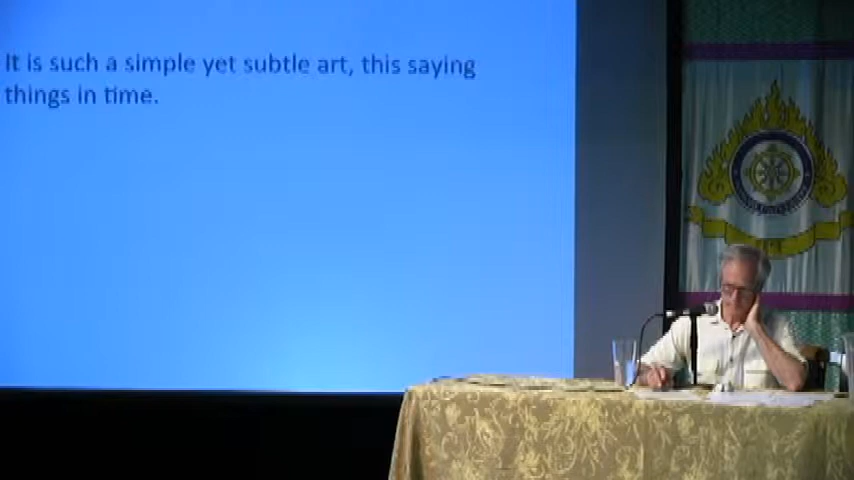 It is such a simple yet subtle art, this saying
things in time.